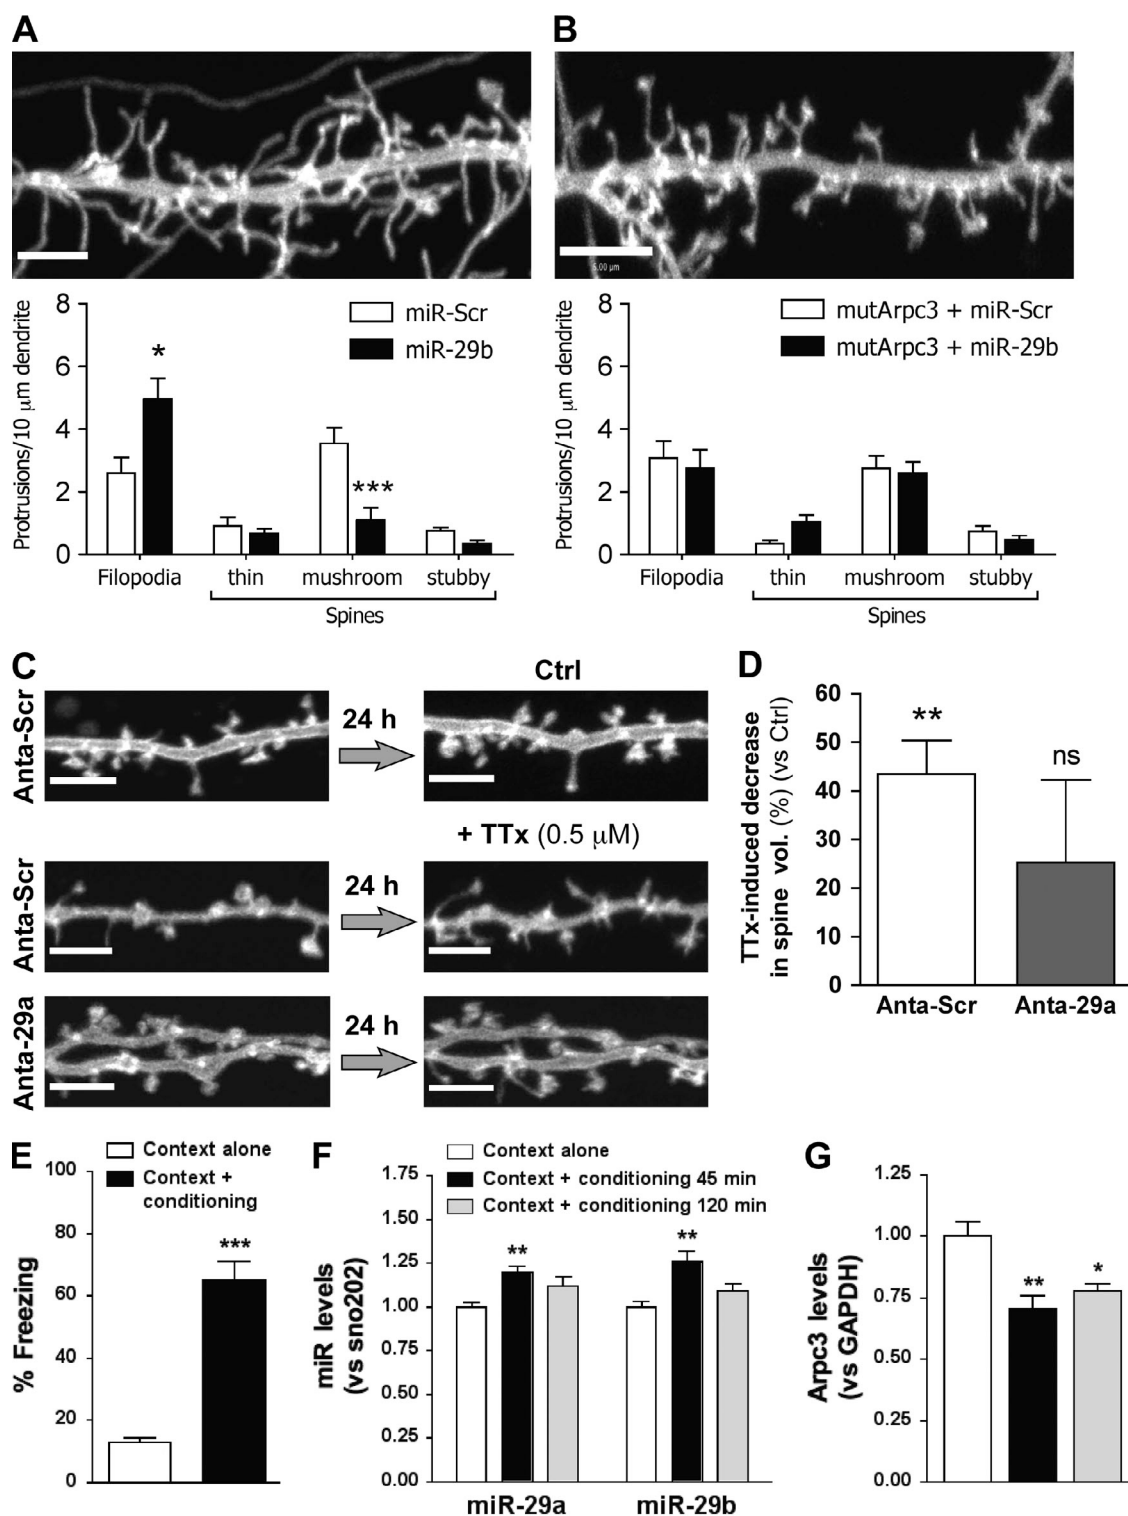 A
B
5.00 μm
Protrusions/10 μm dendrite
8
6
4
2
0
miR-Scr
miR-29b
*
***
Filopodia thin mushroom stubby
Spines
Protrusions/10 μm dendrite
8
6
4
2
0
mutArpc3 + miR-Scr
mutArpc3 + miR-29b
Filopodia thin mushroom stubby
Spines
C
Ctrl
Anta-Scr
24 h
+ TTx (0.5 μM)
Anta-Scr
24 h
Anta-29a
24 h
D
TTx-induced decrease
in spine vol. (%) (vs Ctrl)
60
50
40
30
20
10
0
**
ns
Anta-Scr Anta-29a
E
Context alone
Context +
conditioning
% Freezing
100
80
60
40
20
0
***
F
Context alone
Context + conditioning 45 min
Context + conditioning 120 min
miR levels
(vs sno202)
1.75
1.50
1.25
1.00
0.75
0.50
0.25
0.00
**
**
miR-29a miR-29b
G
Arpc3 levels
(vs GAPDH)
1.25
1.00
0.75
0.50
0.25
0.00
**
*